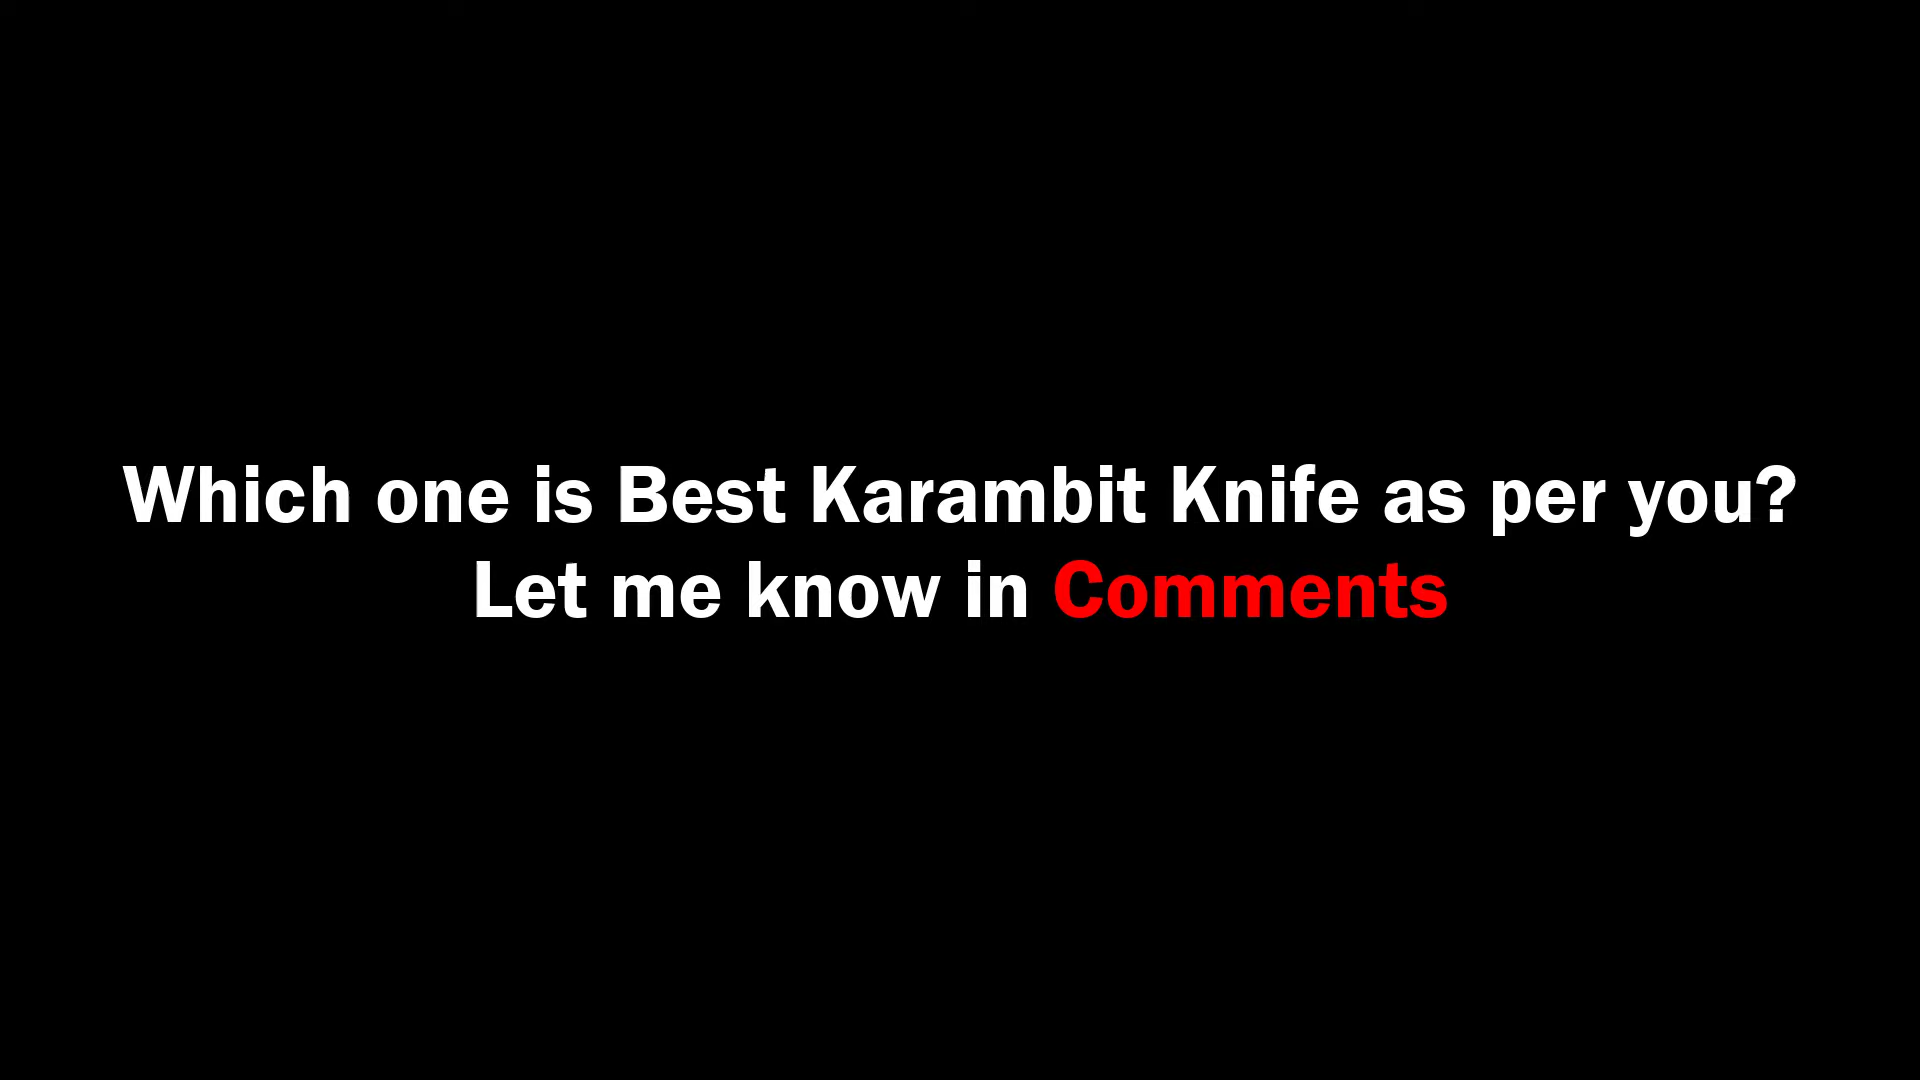 Which one is Best Karambit Knife as per you?
Let me know in Comments